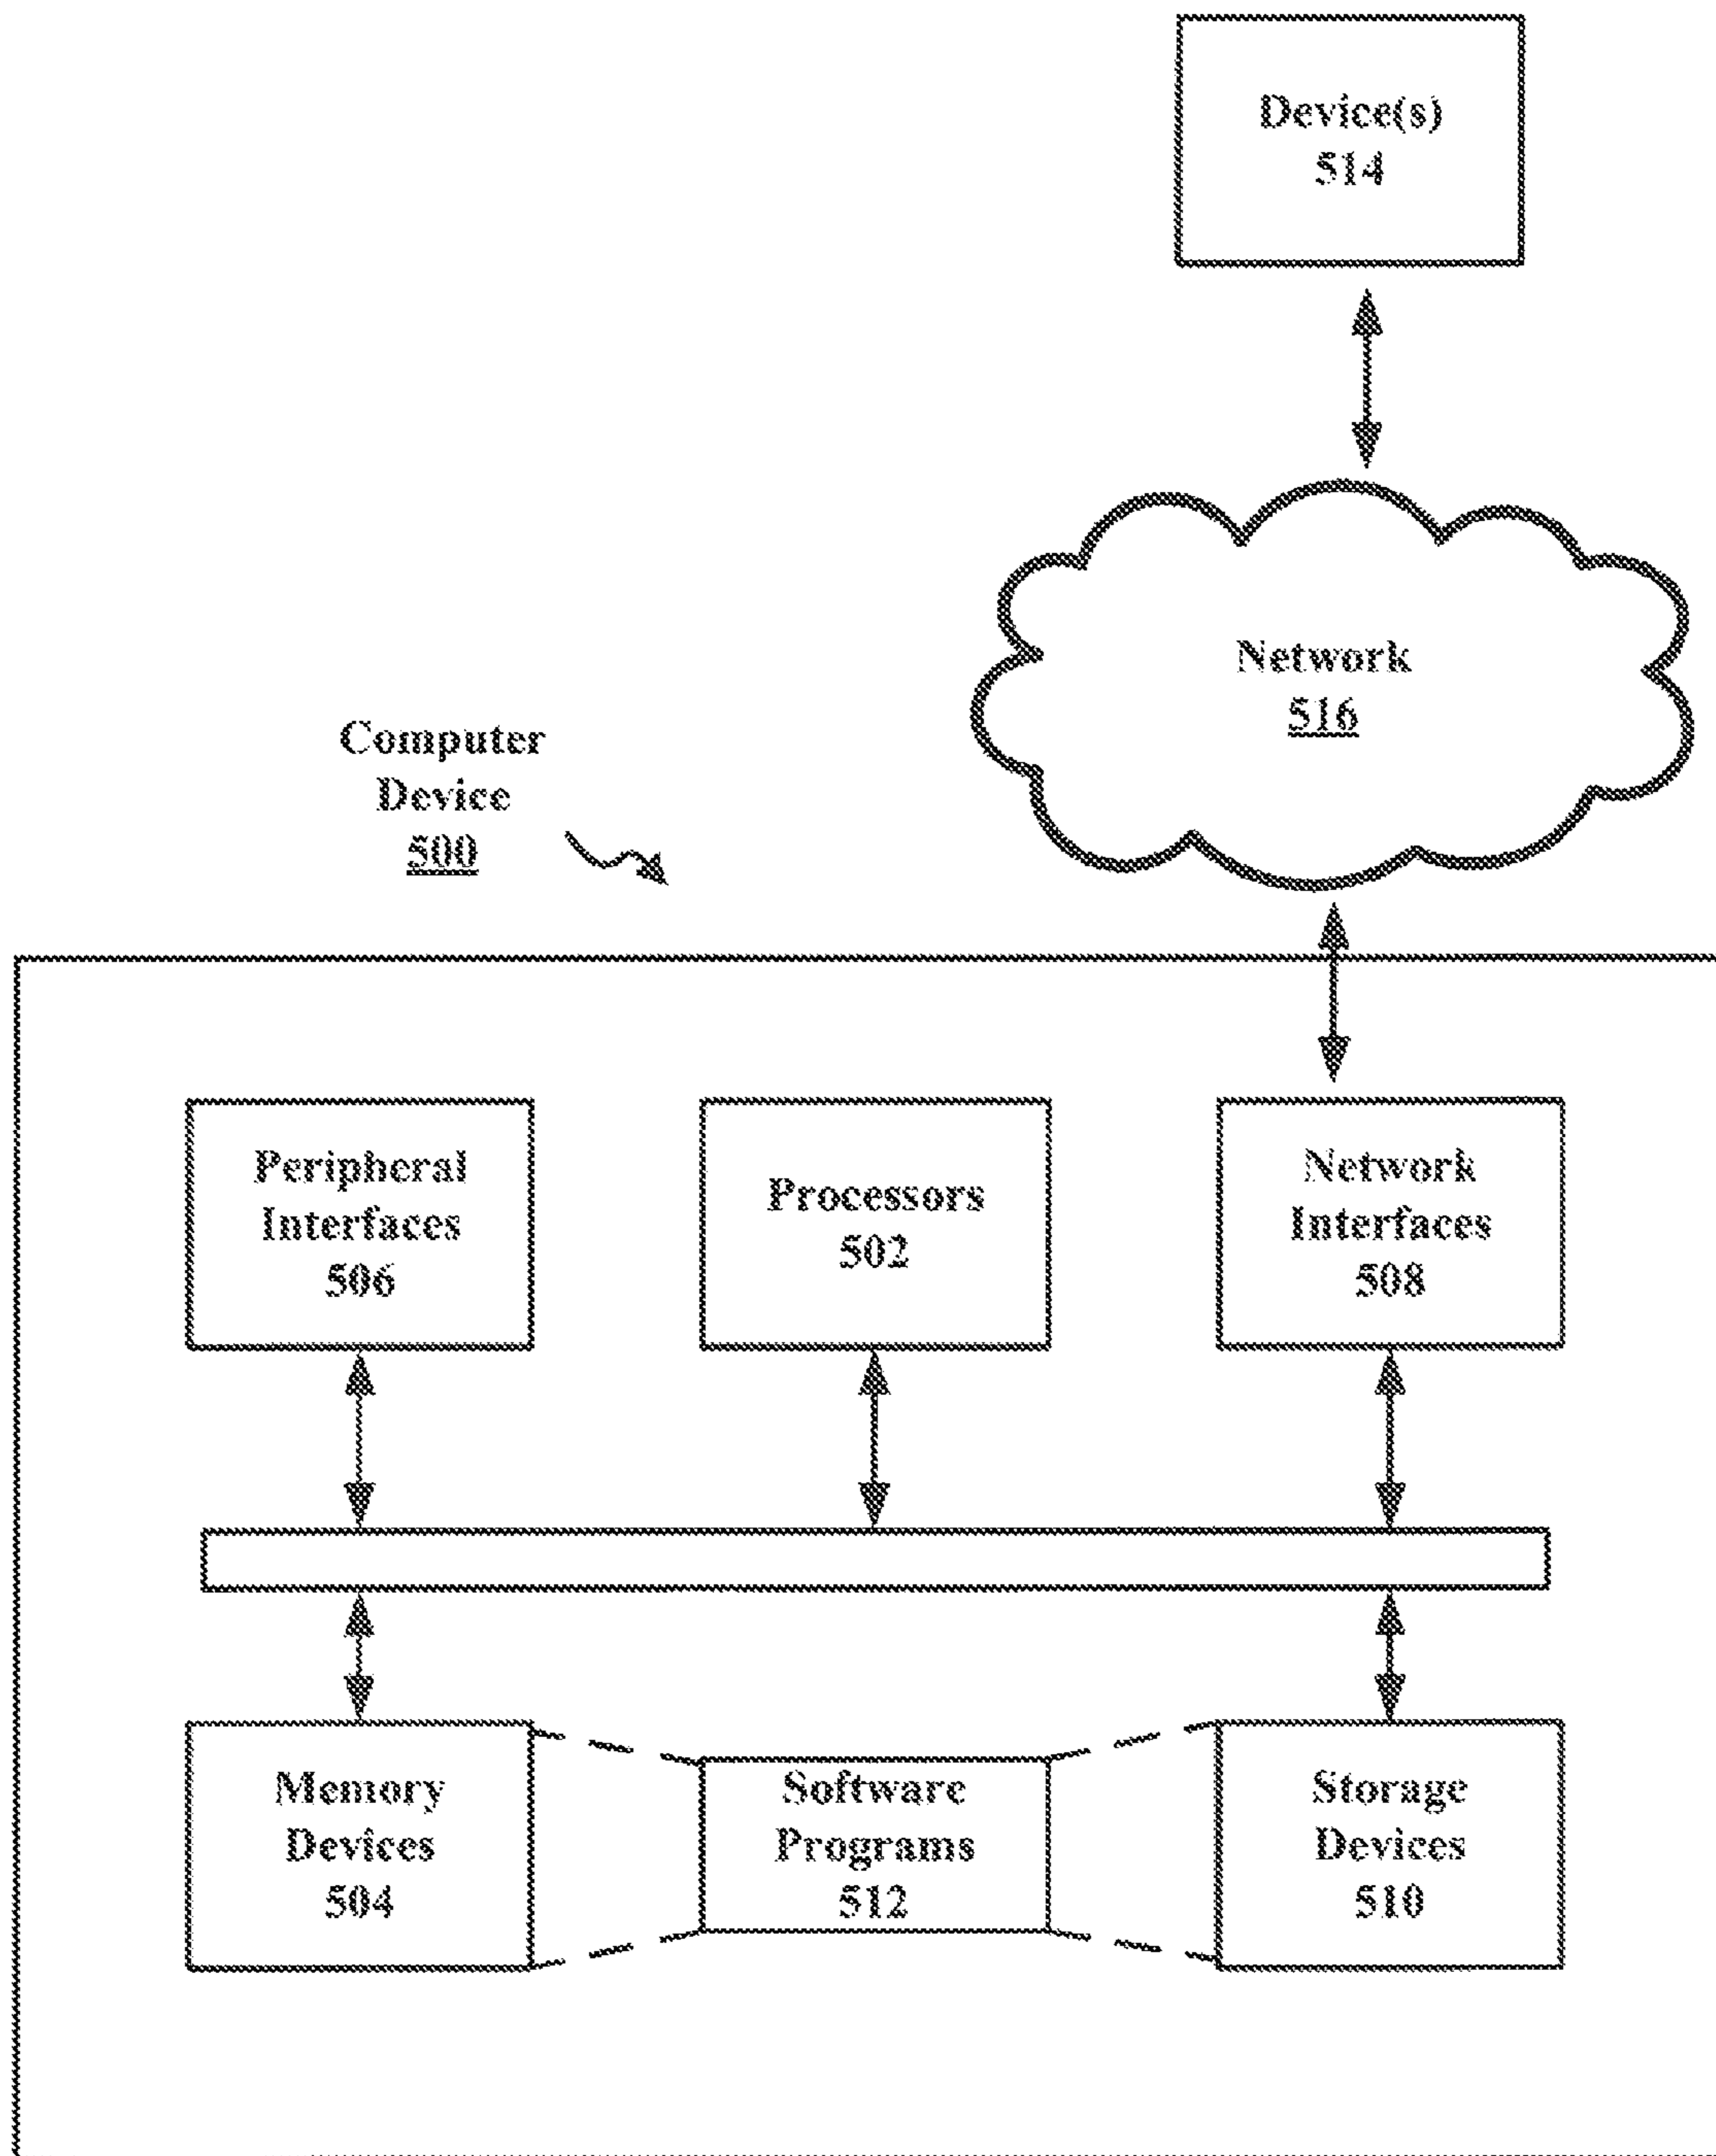 Device(s)
514
Network
516
Computer
Device
500
Peripheral
Interfaces
506
Processors
502
Network
Interfaces
508
Memory
Devices
504
Software
Programs
512
Storage
Devices
510